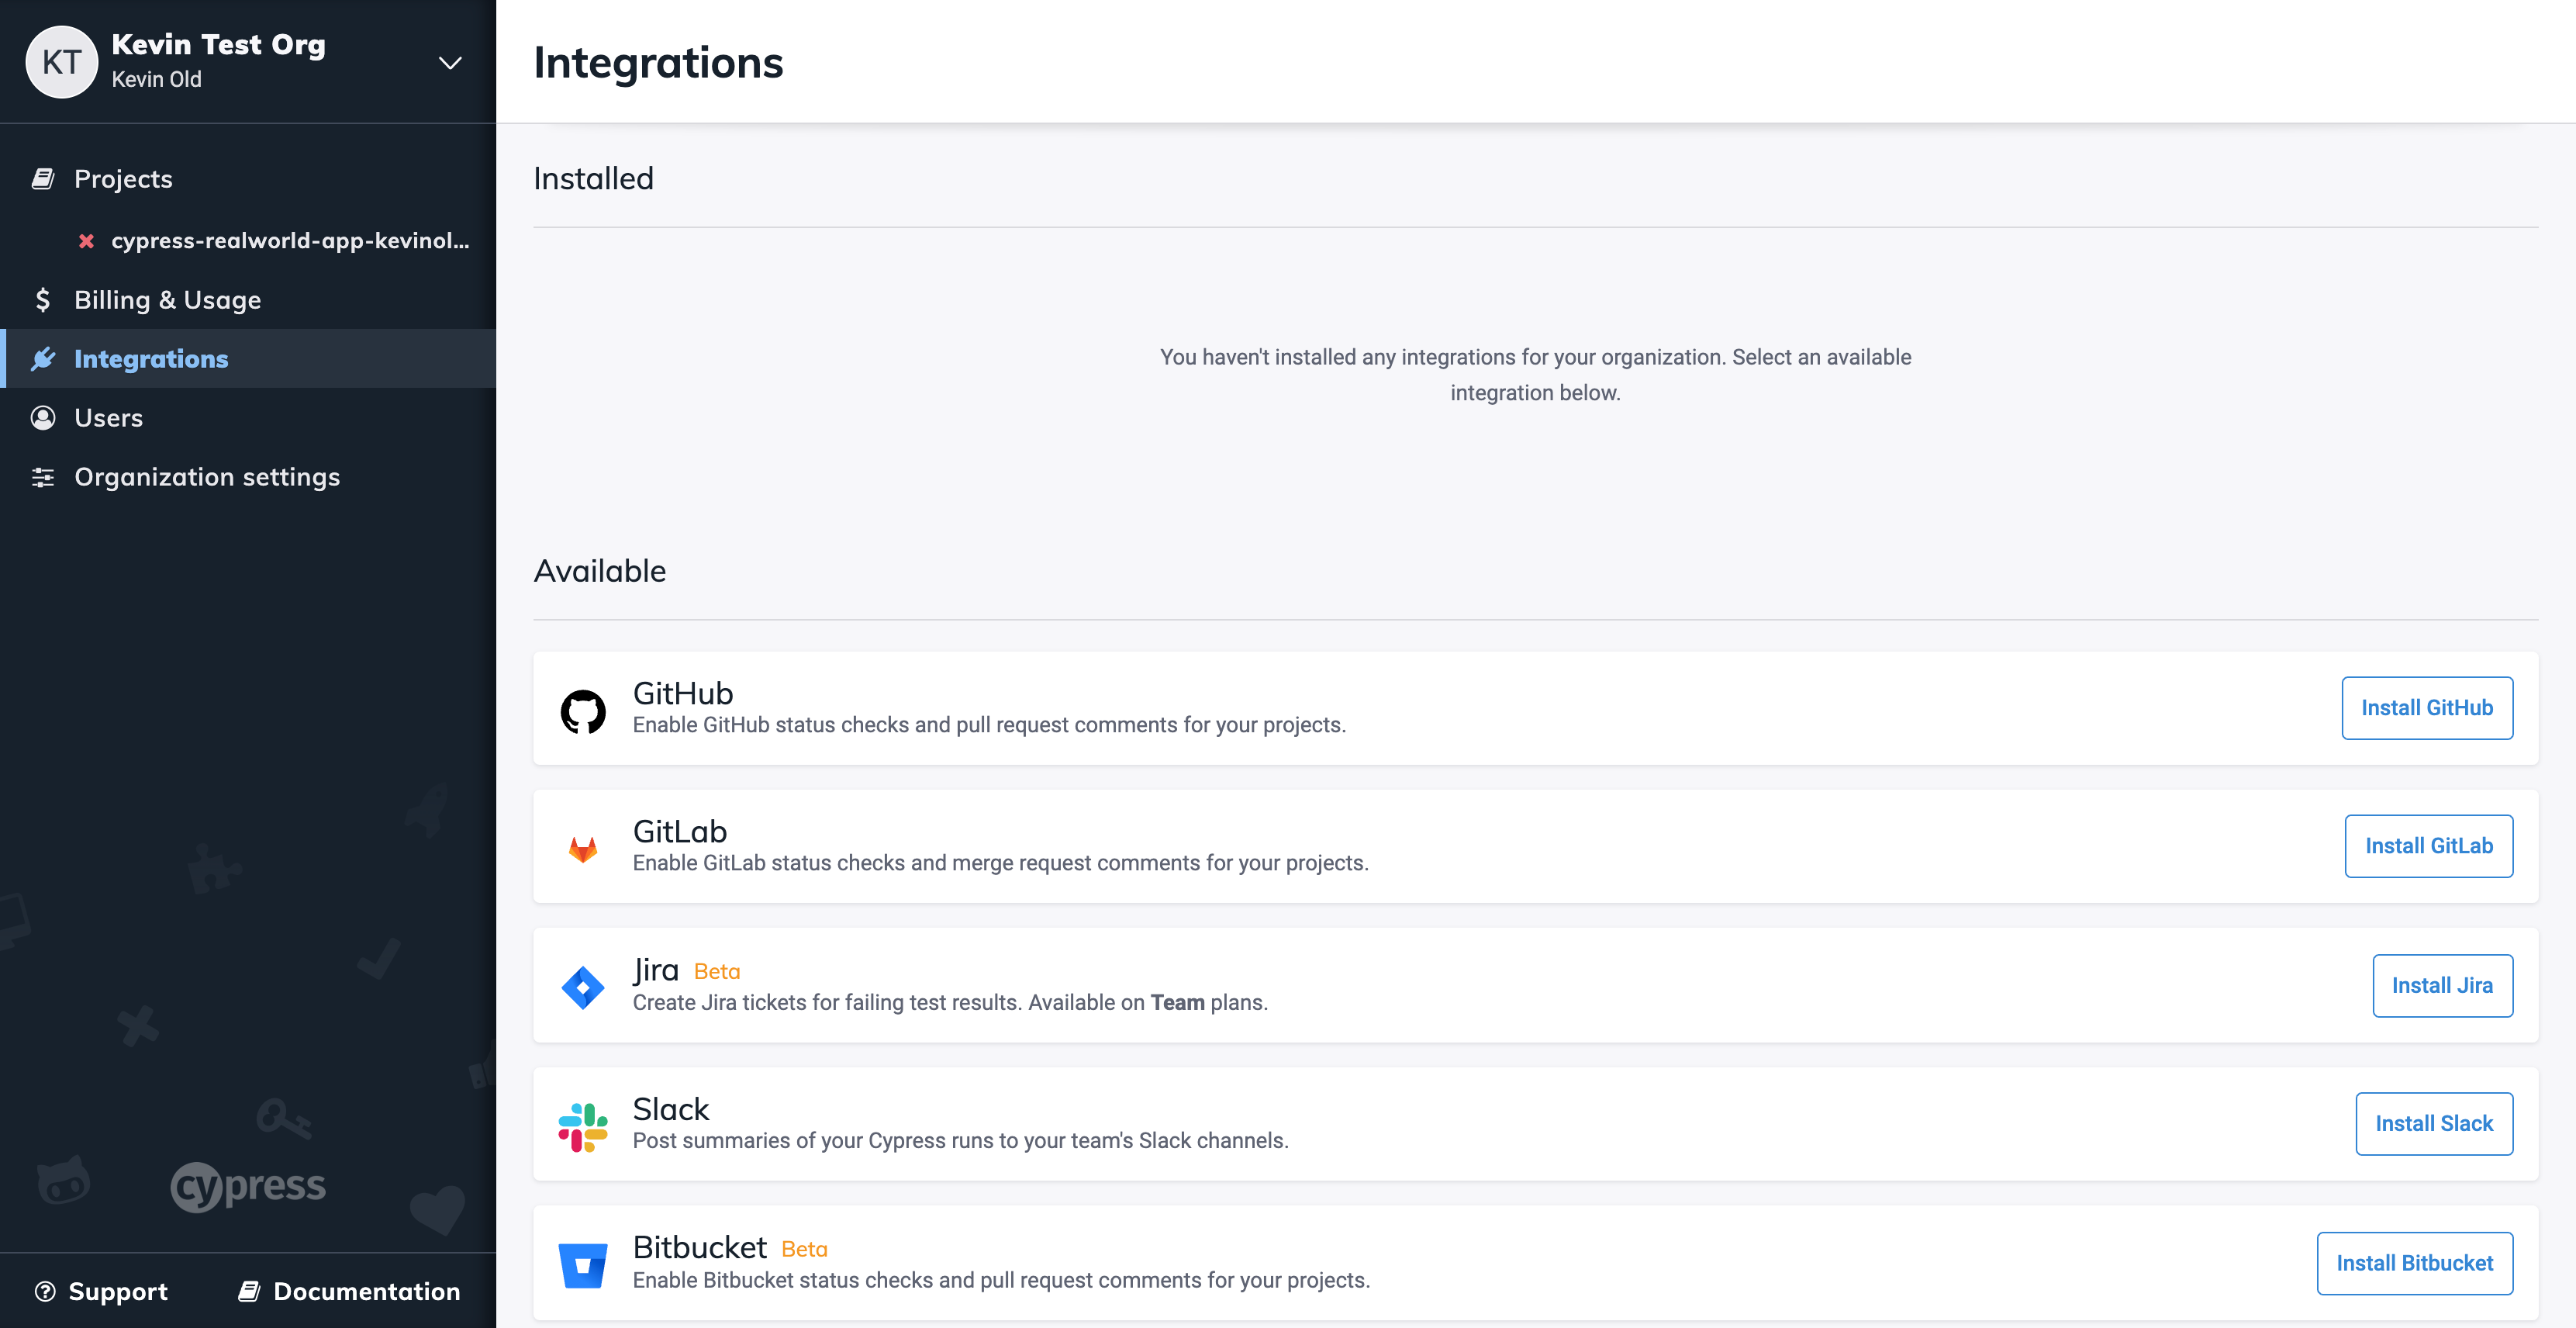 KT
Kevin Test Org
Kevin Old
Projects
cypress-realworld-app-kevinol...
Billing & Usage
Integrations
Users
Organization settings
cypress
Support
Documentation
Integrations
Installed
You haven't installed any integrations for your organization. Select an available
integration below.
Available
GitHub
Enable GitHub status checks and pull request comments for your projects.
Install GitHub
GitLab
Enable GitLab status checks and merge request comments for your projects.
Install GitLab
Jira Beta
Create Jira tickets for failing test results. Available on Team plans.
Install Jira
Slack
Post summaries of your Cypress runs to your team's Slack channels.
Install Slack
Bitbucket Beta
Enable Bitbucket status checks and pull request comments for your projects.
Install Bitbucket